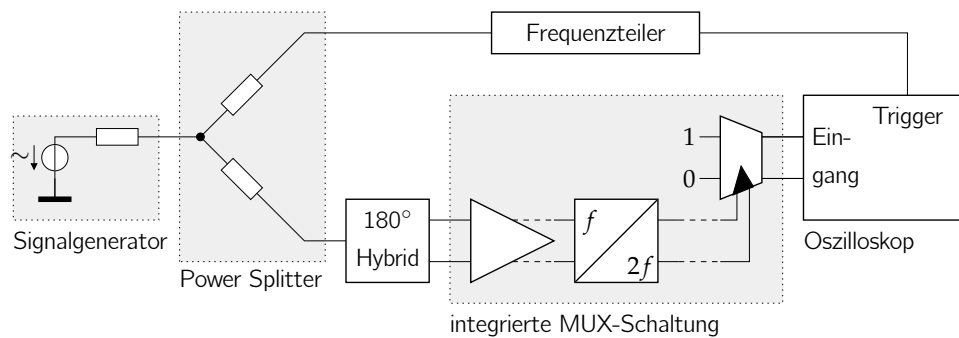 Frequenzteiler
Trigger
1
Ein-
0
gang
Signalgenerator
180°
Hybrid
f
2f
Oszilloskop
Power Splitter
integrierte MUX-Schaltung